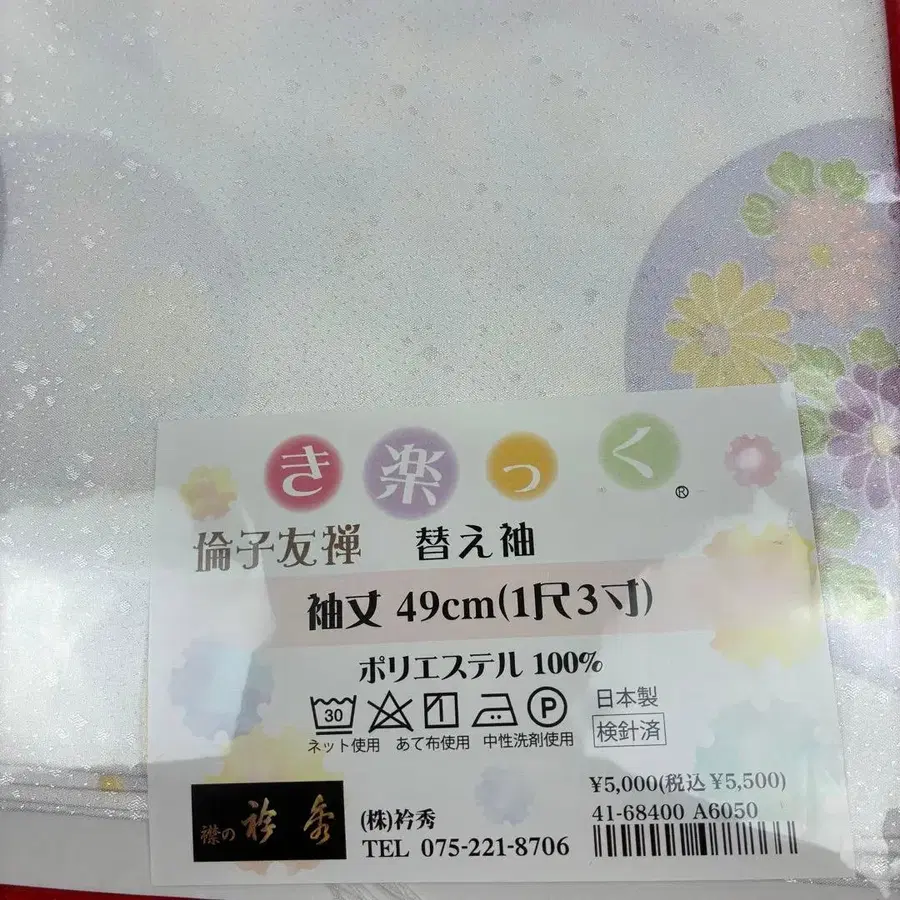 き楽っく®
倫子友禅 替え袖
袖丈 49cm(1尺3寸)
ポリエステル 100%
30
ネット使用 あて布使用 中性洗剤使用
日本製
検針済
¥5,000(税込 ¥5,500)
41-68400 A6050
襟の 衿秀
(株)衿秀
TEL 075-221-8706